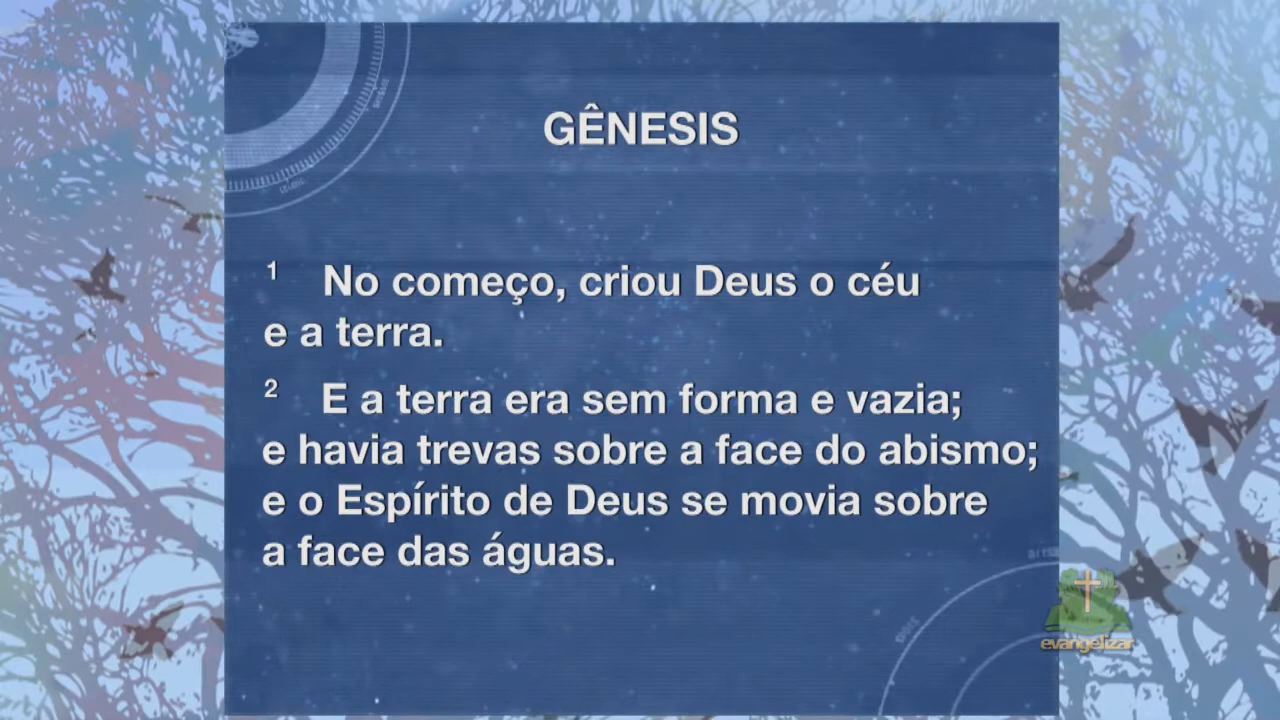 GÊNESIS
1 No começo, criou Deus o céu
e a terra.
2 E a terra era sem forma e vazia;
e havia trevas sobre a face do abismo;
e o Espírito de Deus se movia sobre
a face das águas.
evangelizar